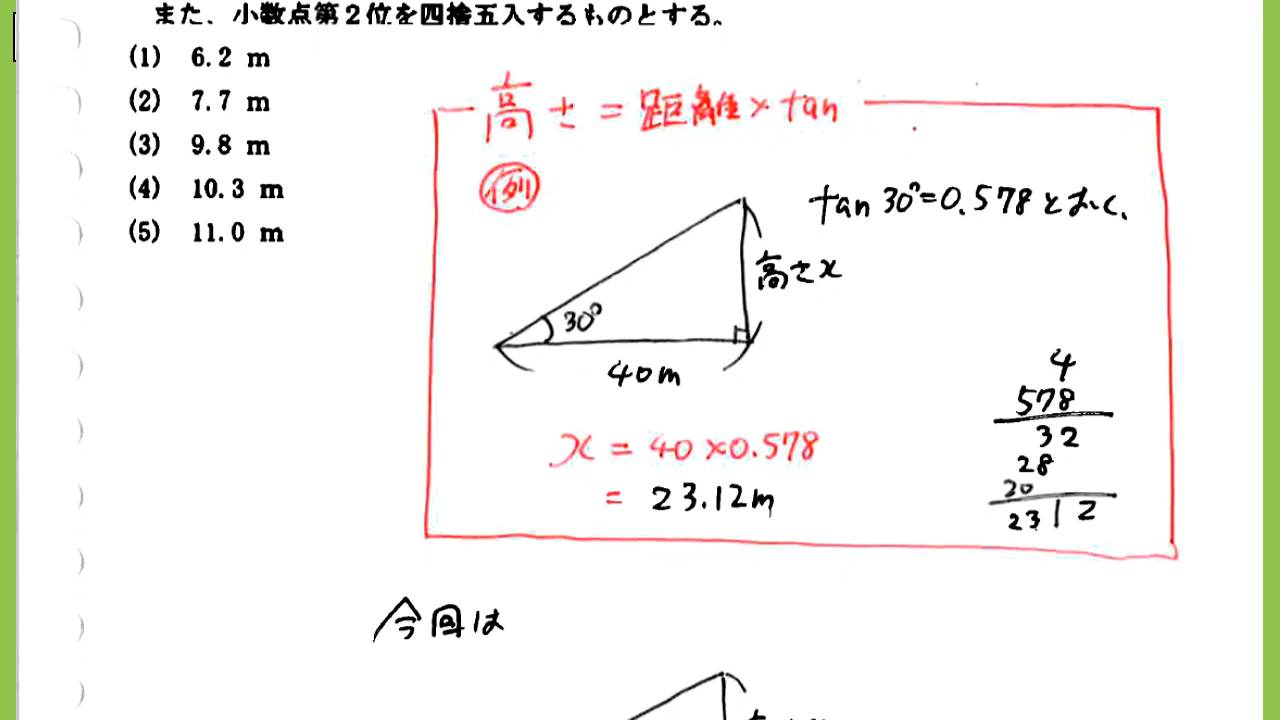 また、小数点第2位を四捨五入するものとする。
(1) 6.2 m
(2) 7.7 m
(3) 9.8 m
(4) 10.3 m
(5) 11.0 m
高さ = 距離 × tan
例
tan 30°=0.578 とおく、
高さx
30°
40m
x = 40×0.578
= 23.12m
4
578
32
28
20
2312
今回は